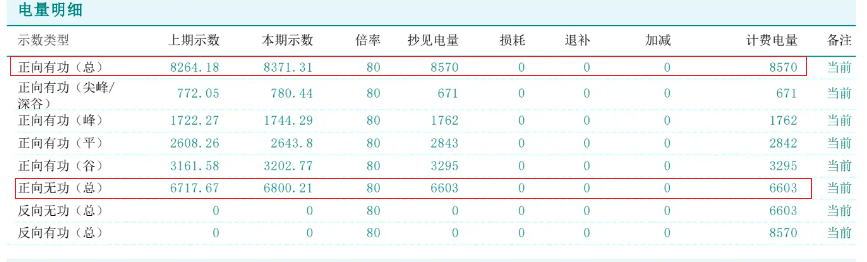 电量明细
示数类型 上期示数 本期示数 倍率 抄见电量 损耗 退补 加减 计费电量 备注
正向有功（总） 8264.18 8371.31 80 8570 0 0 0 8570 当前
正向有功（尖峰/深谷） 772.05 780.44 80 671 0 0 0 671 当前
正向有功（峰） 1722.27 1744.29 80 1762 0 0 0 1762 当前
正向有功（平） 2608.26 2643.8 80 2843 0 0 0 2842 当前
正向有功（谷） 3161.58 3202.77 80 3295 0 0 0 3295 当前
正向无功（总） 6717.67 6800.21 80 6603 0 0 0 6603 当前
反向无功（总） 0 0 80 0 0 0 0 6603 当前
反向有功（总） 0 0 80 0 0 0 0 8570 当前